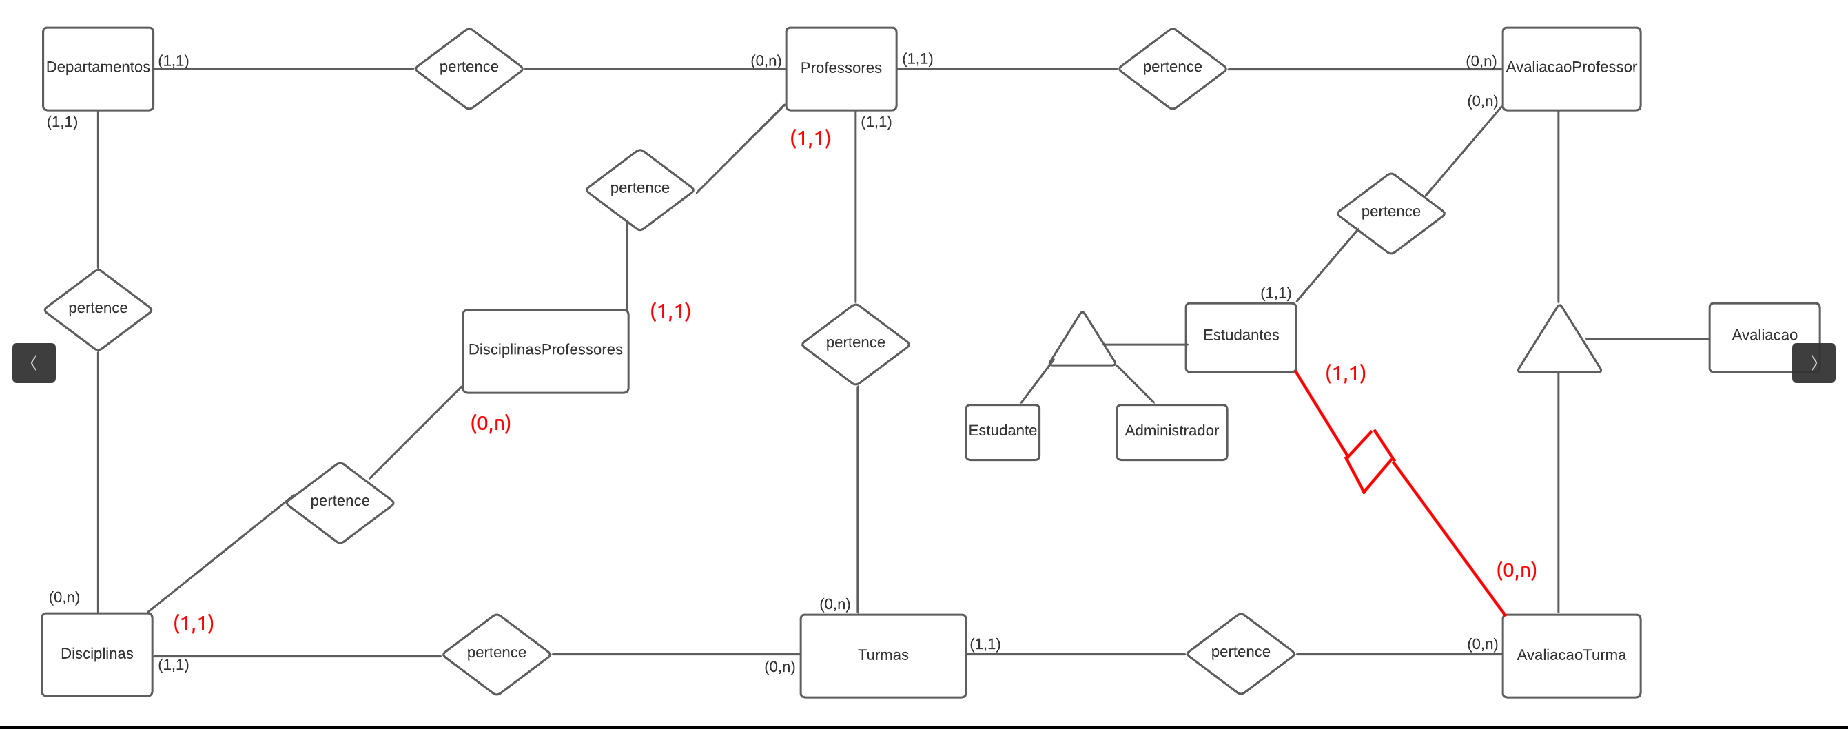 Departamentos
(1,1)
pertence
(0,n)
Professores
(1,1)
pertence
(0,n)
AvaliacaoProfessor
(0,n)
(1,1)
(1,1)
(1,1)
pertence
pertence
(1,1)
pertence
(1,1)
DisciplinasProfessores
pertence
Estudantes
Avaliacao
(1,1)
(0,n)
Estudante
Administrador
pertence
(0,n)
(0,n)
(0,n)
(1,1)
Disciplinas
(1,1)
pertence
(0,n)
Turmas
(1,1)
pertence
(0,n)
AvaliacaoTurma